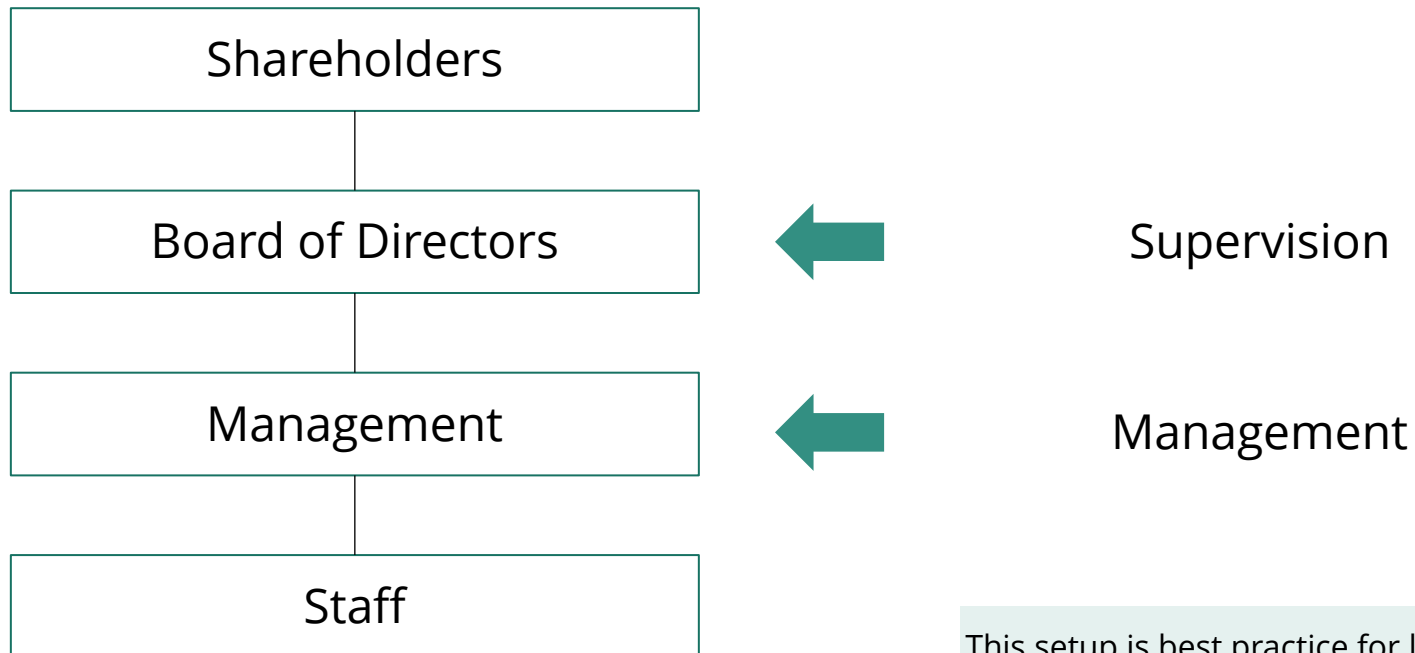 Shareholders
Board of Directors
Supervision
Management
Management
Staff
This setup is best practice for